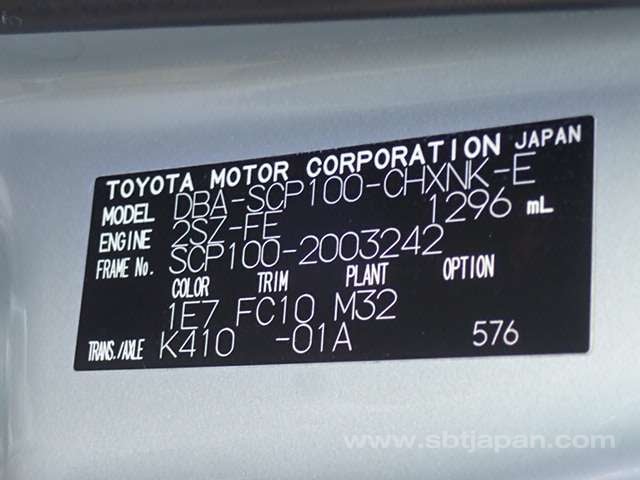 TOYOTA MOTOR CORPORATION JAPAN
MODEL DBA-SCP100-CHXNK-E
ENGINE 2SZ-FE 1296 mL
FRAME No. SCP100-2003242
COLOR TRIM PLANT OPTION
1E7 FC10 M32
TRANS./AXLE K410 -01A 576
www.sbtjapan.com